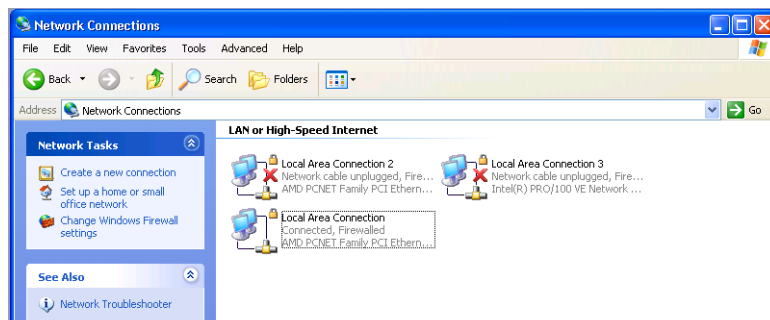 Network Connections
File Edit View Favorites Tools Advanced Help
Back Search Folders
Address Network Connections Go
Network Tasks
Create a new connection
Set up a home or small
office network
Change Windows Firewall
settings
See Also
Network Troubleshooter
LAN or High-Speed Internet
Local Area Connection 2
Network cable unplugged, Fire...
AMD PCNET Family PCI Ethern...
Local Area Connection 3
Network cable unplugged, Fire...
Intel(R) PRO/100 VE Network ...
Local Area Connection
Connected, Firewalled
AMD PCNET Family PCI Ethern...